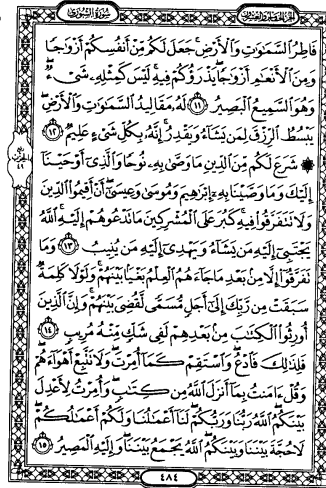 الجزء الخامس والعشرون سورة الشورى
فَاطِرُ السَّمَٰوَٰتِ وَالْأَرْضِ جَعَلَ لَكُم مِّنْ أَنفُسِكُمْ أَزْوَٰجًا
وَمِنَ الْأَنْعَٰمِ أَزْوَٰجًا يَذْرَؤُكُمْ فِيهِ لَيْسَ كَمِثْلِهِ شَيْءٌ
وَهُوَ السَّمِيعُ الْبَصِيرُ ١١ لَهُ مَقَالِيدُ السَّمَٰوَٰتِ وَالْأَرْضِ
يَبْسُطُ الرِّزْقَ لِمَن يَشَاءُ وَيَقْدِرُ إِنَّهُ بِكُلِّ شَيْءٍ عَلِيمٌ ١٢
۞ شَرَعَ لَكُم مِّنَ الدِّينِ مَا وَصَّىٰ بِهِ نُوحًا وَالَّذِي أَوْحَيْنَا
إِلَيْكَ وَمَا وَصَّيْنَا بِهِ إِبْرَٰهِيمَ وَمُوسَىٰ وَعِيسَىٰ أَنْ أَقِيمُوا الدِّينَ
وَلَا تَتَفَرَّقُوا فِيهِ كَبُرَ عَلَى الْمُشْرِكِينَ مَا تَدْعُوهُمْ إِلَيْهِ اللَّهُ
يَجْتَبِي إِلَيْهِ مَن يَشَاءُ وَيَهْدِي إِلَيْهِ مَن يُنِيبُ ١٣ وَمَا
تَفَرَّقُوا إِلَّا مِن بَعْدِ مَا جَاءَهُمُ الْعِلْمُ بَغْيًا بَيْنَهُمْ وَلَوْلَا كَلِمَةٌ
سَبَقَتْ مِن رَّبِّكَ إِلَىٰ أَجَلٍ مُّسَمًّى لَّقُضِيَ بَيْنَهُمْ وَإِنَّ الَّذِينَ
أُورِثُوا الْكِتَٰبَ مِن بَعْدِهِمْ لَفِي شَكٍّ مِّنْهُ مُرِيبٍ ١٤
فَلِذَٰلِكَ فَادْعُ وَاسْتَقِمْ كَمَا أُمِرْتَ وَلَا تَتَّبِعْ أَهْوَاءَهُمْ
وَقُلْ ءَامَنتُ بِمَا أَنزَلَ اللَّهُ مِن كِتَٰبٍ وَأُمِرْتُ لِأَعْدِلَ
بَيْنَكُمُ اللَّهُ رَبُّنَا وَرَبُّكُمْ لَنَا أَعْمَٰلُنَا وَلَكُمْ أَعْمَٰلُكُمْ
لَا حُجَّةَ بَيْنَنَا وَبَيْنَكُمُ اللَّهُ يَجْمَعُ بَيْنَنَا وَإِلَيْهِ الْمَصِيرُ ١٥
٤٨٤